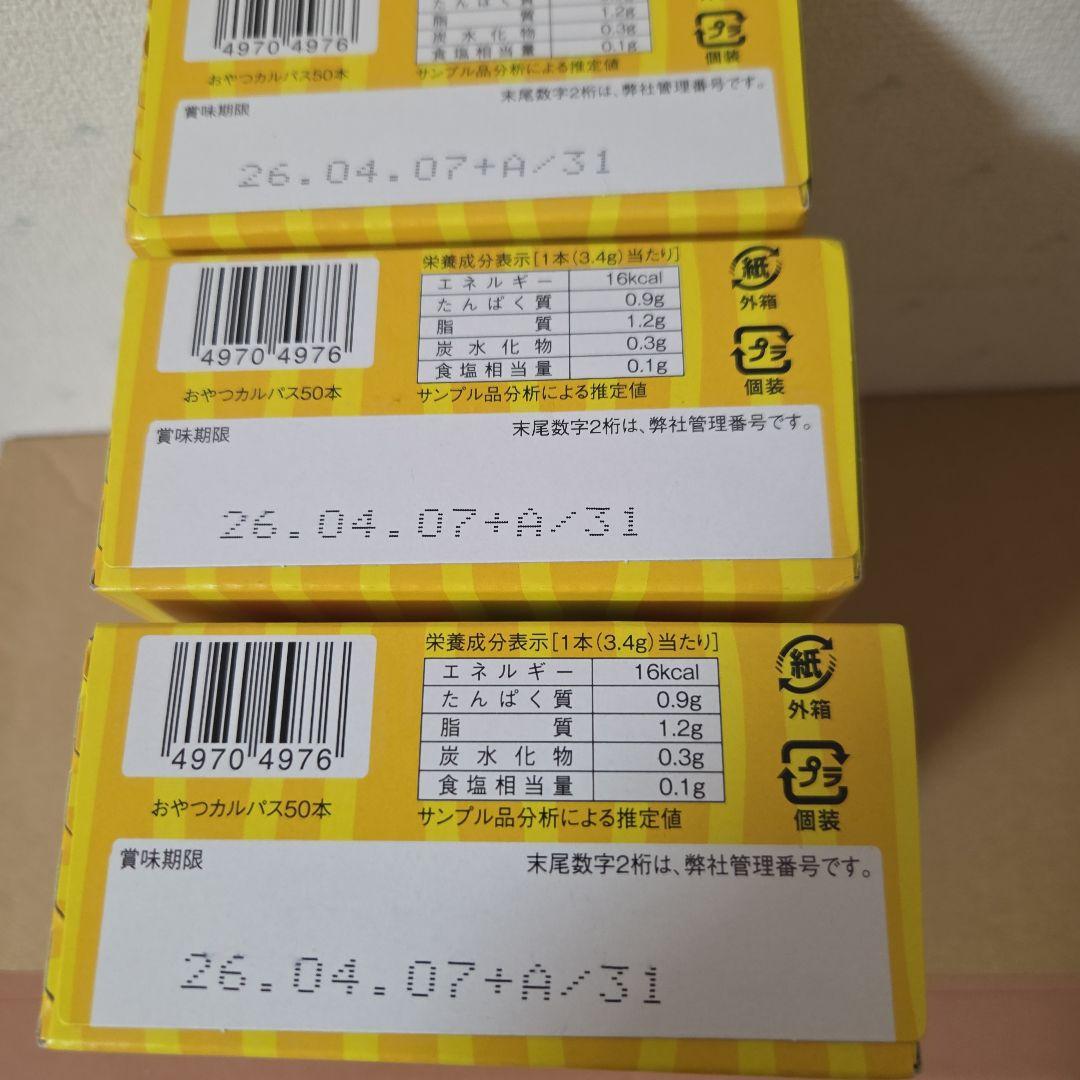 たんぱく質
脂質 1.2g
炭水化物 0.3g
食塩相当量 0.1g
4970 4976
プラ
個装
おやつカルパス50本
サンプル品分析による推定値
賞味期限
末尾数字2桁は、弊社管理番号です。
26.04.07+A/31
栄養成分表示[1本(3.4g)当たり]
エネルギー 16kcal
たんぱく質 0.9g
脂質 1.2g
炭水化物 0.3g
食塩相当量 0.1g
4970 4976
紙
外箱
プラ
個装
おやつカルパス50本
サンプル品分析による推定値
賞味期限
末尾数字2桁は、弊社管理番号です。
26.04.07+A/31
栄養成分表示[1本(3.4g)当たり]
エネルギー 16kcal
たんぱく質 0.9g
脂質 1.2g
炭水化物 0.3g
食塩相当量 0.1g
4970 4976
紙
外箱
プラ
個装
おやつカルパス50本
サンプル品分析による推定値
賞味期限
末尾数字2桁は、弊社管理番号です。
26.04.07+A/31